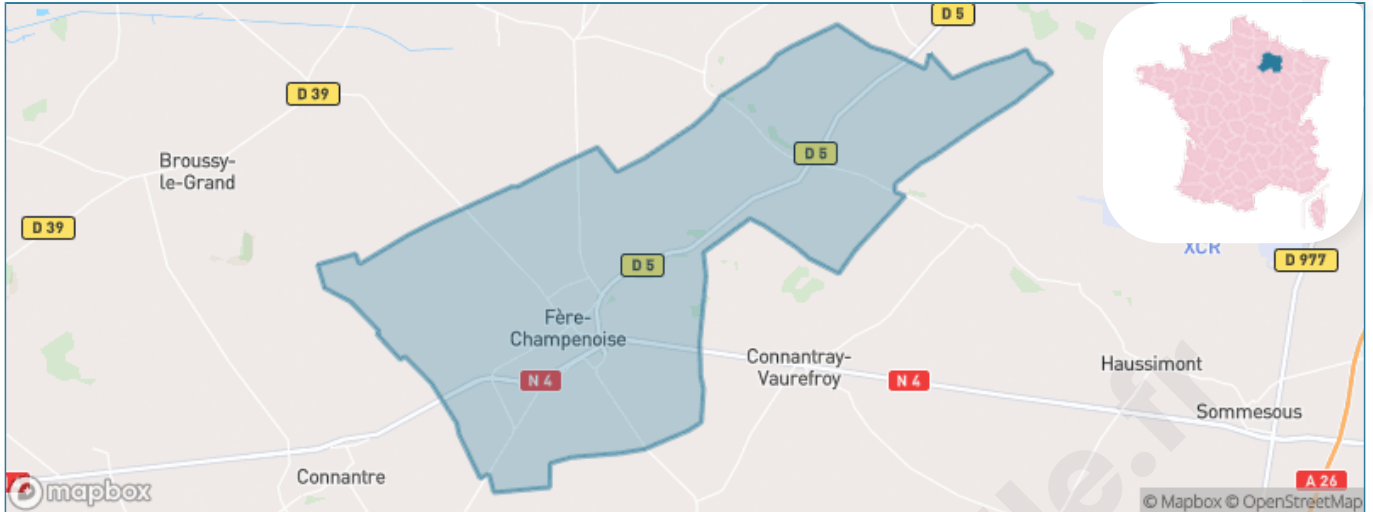 D 5
D 39
Broussy-
le-Grand
D 5
D 39
XCR
D 977
D 5
Fère-
Champenoise
Connantray-
Vaurefroy
Haussimont
N 4
N 4
Sommesous
Connantre
A 26
mapbox
© Mapbox © OpenStreetMap